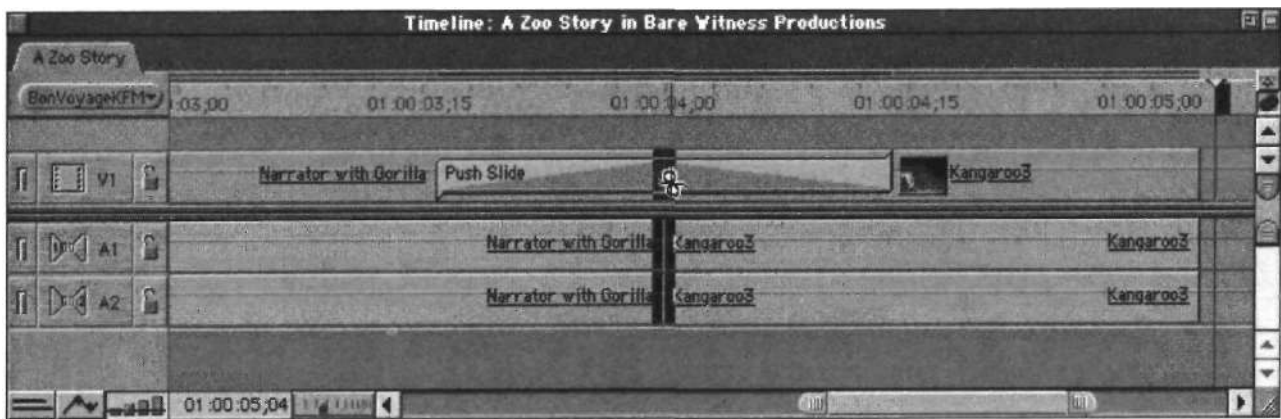 Timeline: A Zoo Story in Bare Witness Productions
A Zoo Story
BonVoyageKFM
1:03;00 01:00:03;15 01:00:04;00 01:00:04;15 01:00:05;00
V1 Narrator with Gorilla Push Slide Kangaroo3
A1 Narrator with Gorilla Kangaroo3 Kangaroo3
A2 Narrator with Gorilla Kangaroo3 Kangaroo3
01:00:05;04